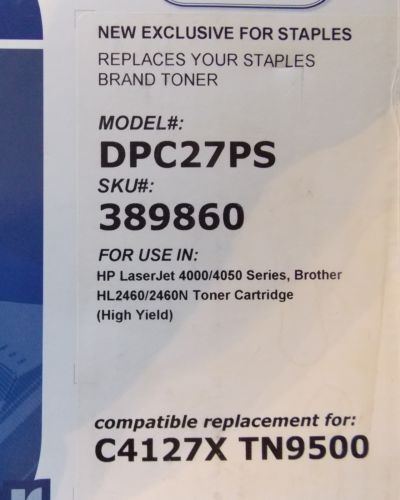 NEW EXCLUSIVE FOR STAPLES
REPLACES YOUR STAPLES
BRAND TONER
MODEL#:
DPC27PS
SKU#:
389860
FOR USE IN:
HP LaserJet 4000/4050 Series, Brother
HL2460/2460N Toner Cartridge
(High Yield)
compatible replacement for:
C4127X TN9500